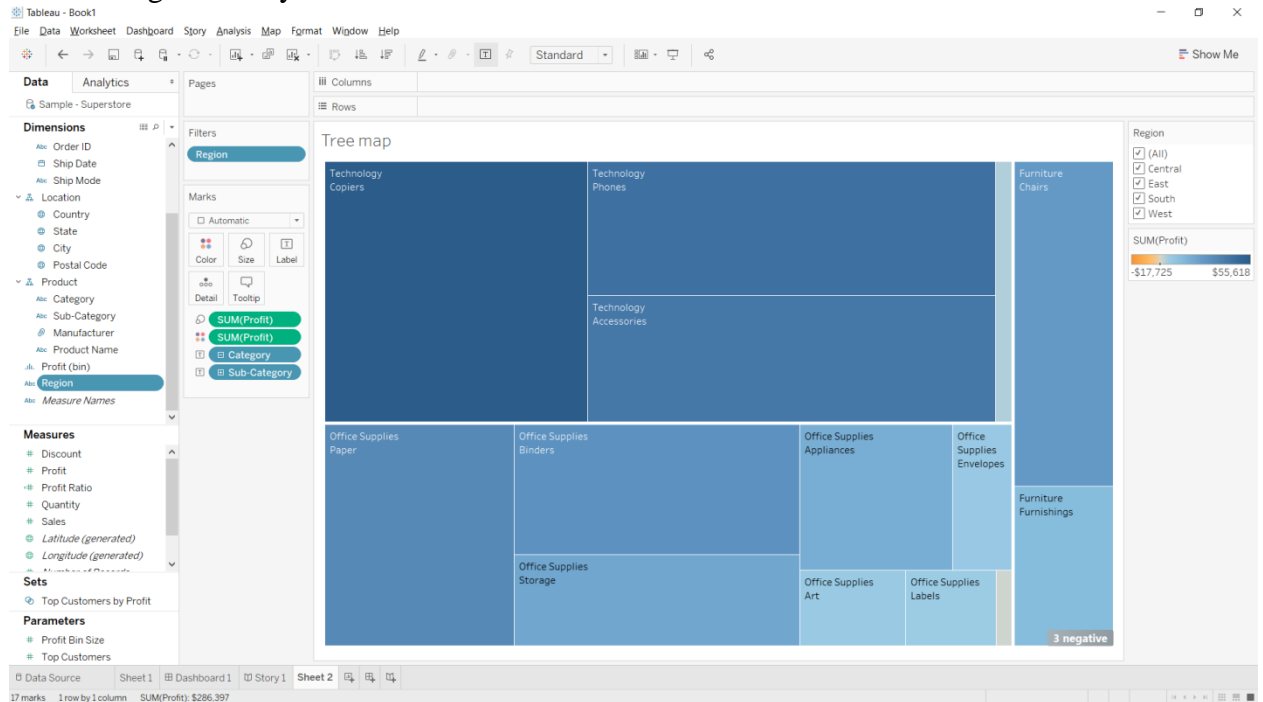 Tableau - Book1
File Data Worksheet Dashboard Story Analysis Map Format Window Help
Standard
Show Me
Data Analytics
Sample - Superstore
Dimensions
Abc Order ID
Ship Date
Abc Ship Mode
Location
Country
State
City
Postal Code
Product
Abc Category
Abc Sub-Category
Manufacturer
Abc Product Name
Profit (bin)
Abc Region
Abc Measure Names
Measures
# Discount
# Profit
=# Profit Ratio
# Quantity
# Sales
Latitude (generated)
Longitude (generated)
Sets
Top Customers by Profit
Parameters
# Profit Bin Size
# Top Customers
Pages
Filters
Region
Marks
Automatic
Color Size Label
Detail Tooltip
SUM(Profit)
SUM(Profit)
Category
Sub-Category
Columns
Rows
Tree map
Technology
Copiers
Technology
Phones
Technology
Accessories
Furniture
Chairs
Office Supplies
Paper
Office Supplies
Binders
Office Supplies
Appliances
Office
Supplies
Envelopes
Furniture
Furnishings
Office Supplies
Storage
Office Supplies
Art
Office Supplies
Labels
3 negative
Region
(All)
Central
East
South
West
SUM(Profit)
-$17,725 $55,618
Data Source Sheet 1 Dashboard 1 Story 1 Sheet 2
17 marks 1 row by 1 column SUM(Profit): $286,397